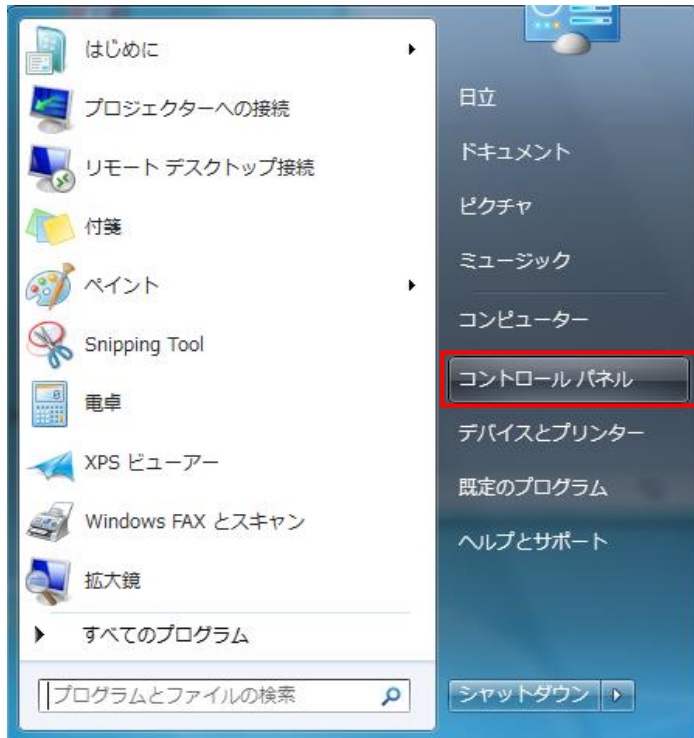 はじめに
プロジェクターへの接続
リモート デスクトップ接続
付箋
ペイント
Snipping Tool
電卓
XPS ビューアー
Windows FAX とスキャン
拡大鏡
すべてのプログラム
プログラムとファイルの検索
日立
ドキュメント
ピクチャ
ミュージック
コンピューター
コントロール パネル
デバイスとプリンター
既定のプログラム
ヘルプとサポート
シャットダウン